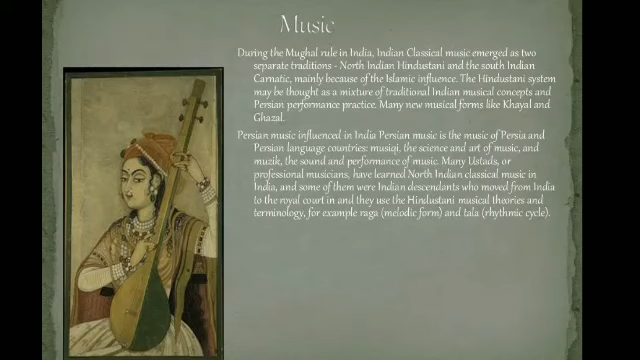 Music
During the Mughal rule in India, Indian Classical music emerged as two
separate traditions - North Indian Hindustani and the south Indian
Carnatic, mainly because of the Islamic influence. The Hindustani system
may be thought as a mixture of traditional Indian musical concepts and
Persian performance practice. Many new musical forms like Khayal and
Ghazal.
Persian music influenced in India Persian music is the music of Persia and
Persian language countries: musiqi, the science and art of music, and
muzik, the sound and performance of music. Many Ustads, or
professional musicians, have learned North Indian classical music in
India, and some of them were Indian descendants who moved from India
to the royal court in and they use the Hindustani musical theories and
terminology, for example raga (melodic form) and tala (rhythmic cycle).